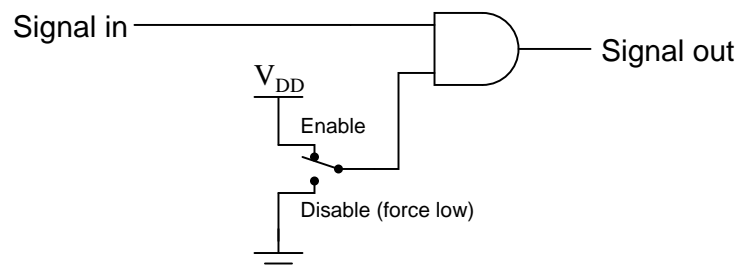 Signal in
Signal out
VDD
Enable
Disable (force low)